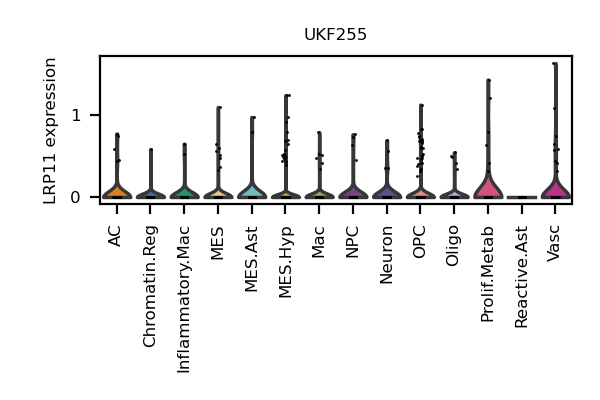 UKF255
LRP11 expression
1
0
AC
Chromatin.Reg
Inflammatory.Mac
MES
MES.Ast
MES.Hyp
Mac
NPC
Neuron
OPC
Oligo
Prolif.Metab
Reactive.Ast
Vasc